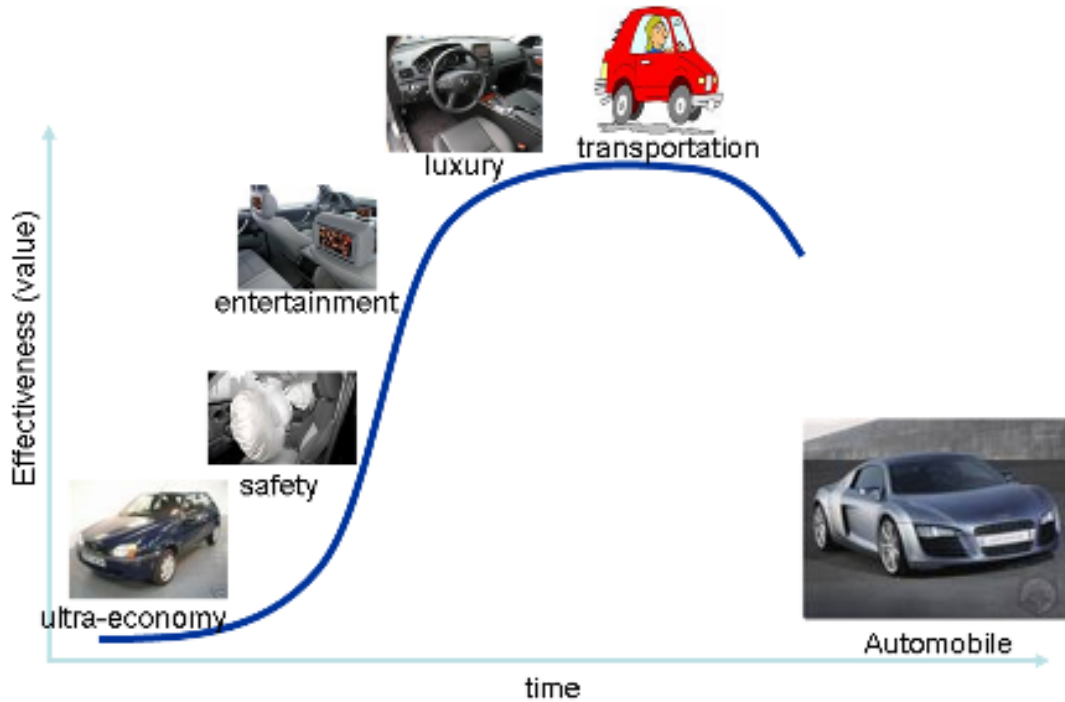 transportation
luxury
Effectiveness (value)
entertainment
safety
ultra-economy
Automobile
time